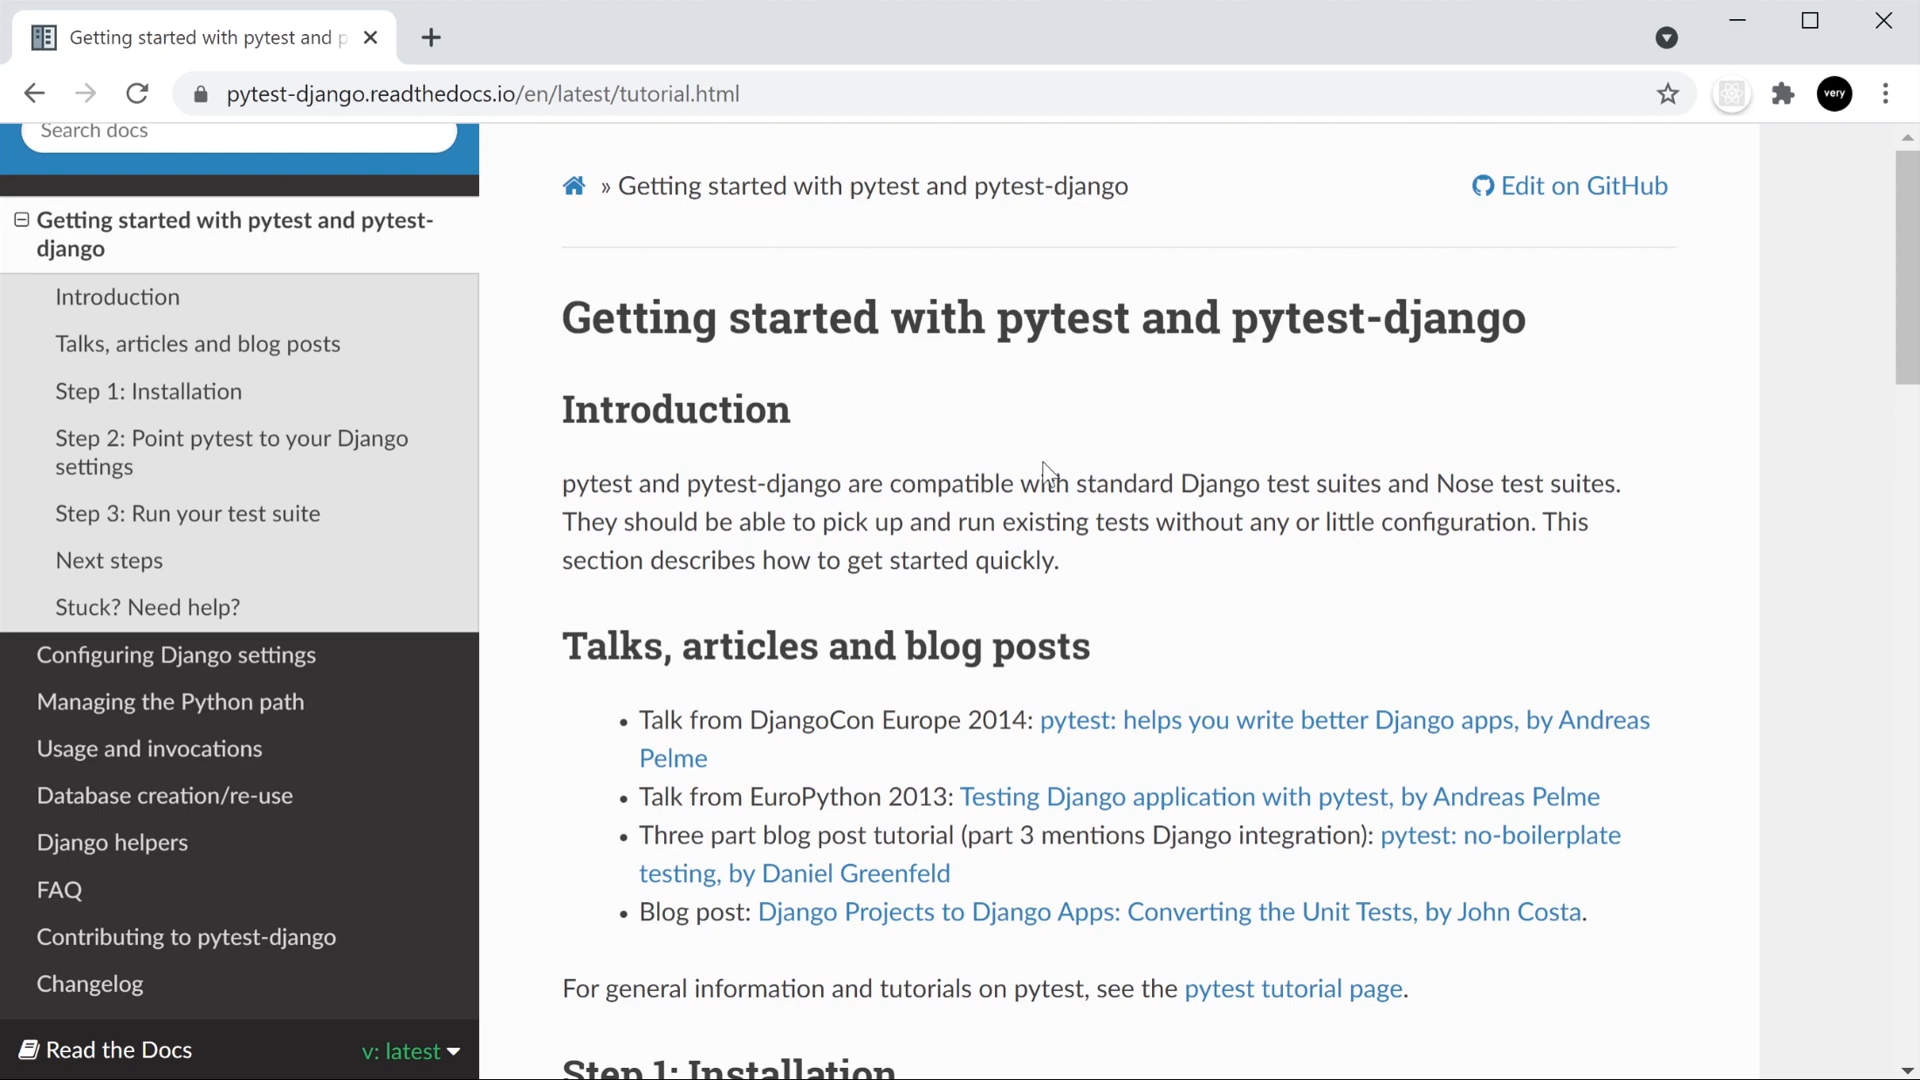 Getting started with pytest and p
pytest-django.readthedocs.io/en/latest/tutorial.html
very
Search docs
Getting started with pytest and pytest-
django
Introduction
Talks, articles and blog posts
Step 1: Installation
Step 2: Point pytest to your Django
settings
Step 3: Run your test suite
Next steps
Stuck? Need help?
Configuring Django settings
Managing the Python path
Usage and invocations
Database creation/re-use
Django helpers
FAQ
Contributing to pytest-django
Changelog
Read the Docs
v: latest
» Getting started with pytest and pytest-django
Edit on GitHub
Getting started with pytest and pytest-django
Introduction
pytest and pytest-django are compatible with standard Django test suites and Nose test suites.
They should be able to pick up and run existing tests without any or little configuration. This
section describes how to get started quickly.
Talks, articles and blog posts
• Talk from DjangoCon Europe 2014: pytest: helps you write better Django apps, by Andreas
Pelme
• Talk from EuroPython 2013: Testing Django application with pytest, by Andreas Pelme
• Three part blog post tutorial (part 3 mentions Django integration): pytest: no-boilerplate
testing, by Daniel Greenfeld
• Blog post: Django Projects to Django Apps: Converting the Unit Tests, by John Costa.
For general information and tutorials on pytest, see the pytest tutorial page.
Step 1: Installation